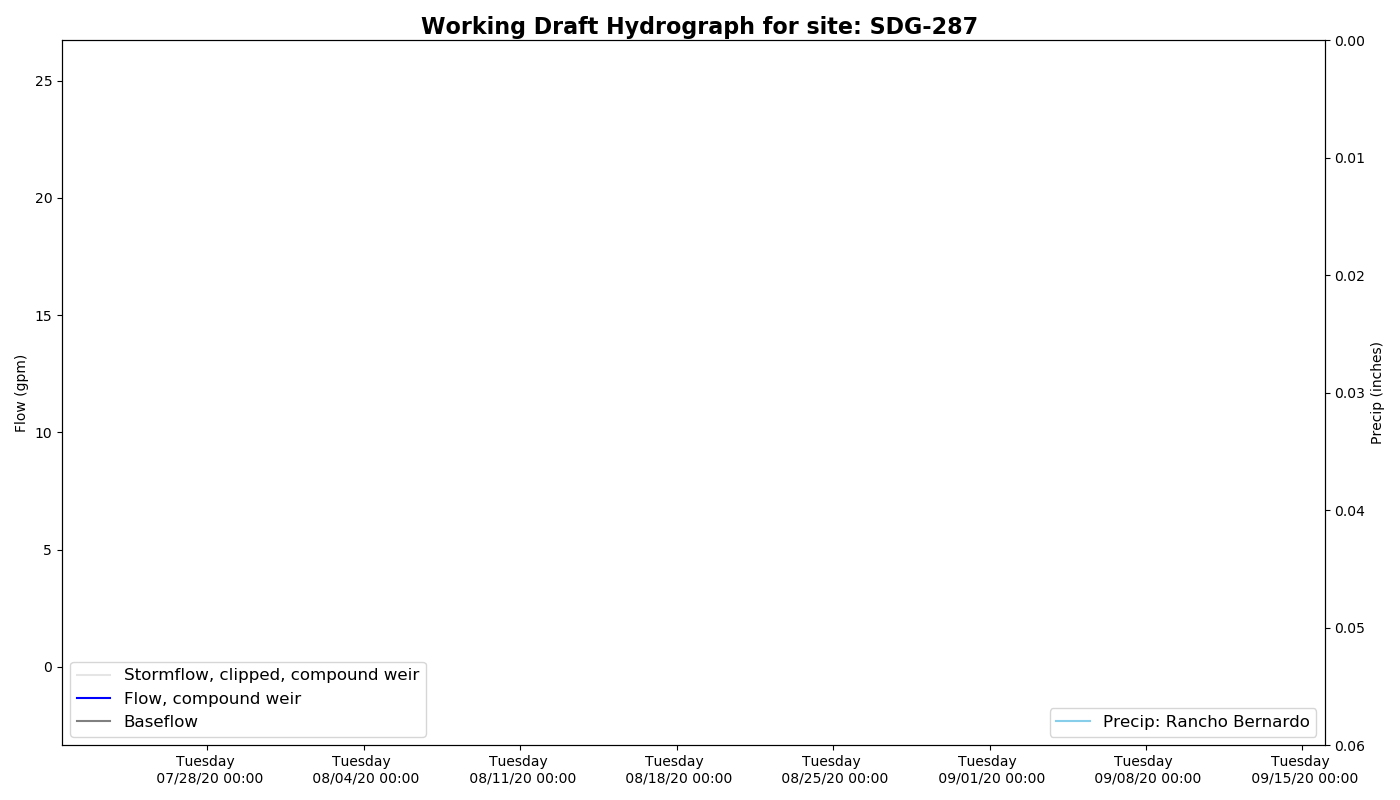 Working Draft Hydrograph for site: SDG-287
25
20
15
10
5
0
Flow (gpm)
0.00
0.01
0.02
0.03
0.04
0.05
0.06
Precip (inches)
Stormflow, clipped, compound weir
Flow, compound weir
Baseflow
Precip: Rancho Bernardo
Tuesday
07/28/20 00:00
Tuesday
08/04/20 00:00
Tuesday
08/11/20 00:00
Tuesday
08/18/20 00:00
Tuesday
08/25/20 00:00
Tuesday
09/01/20 00:00
Tuesday
09/08/20 00:00
Tuesday
09/15/20 00:00